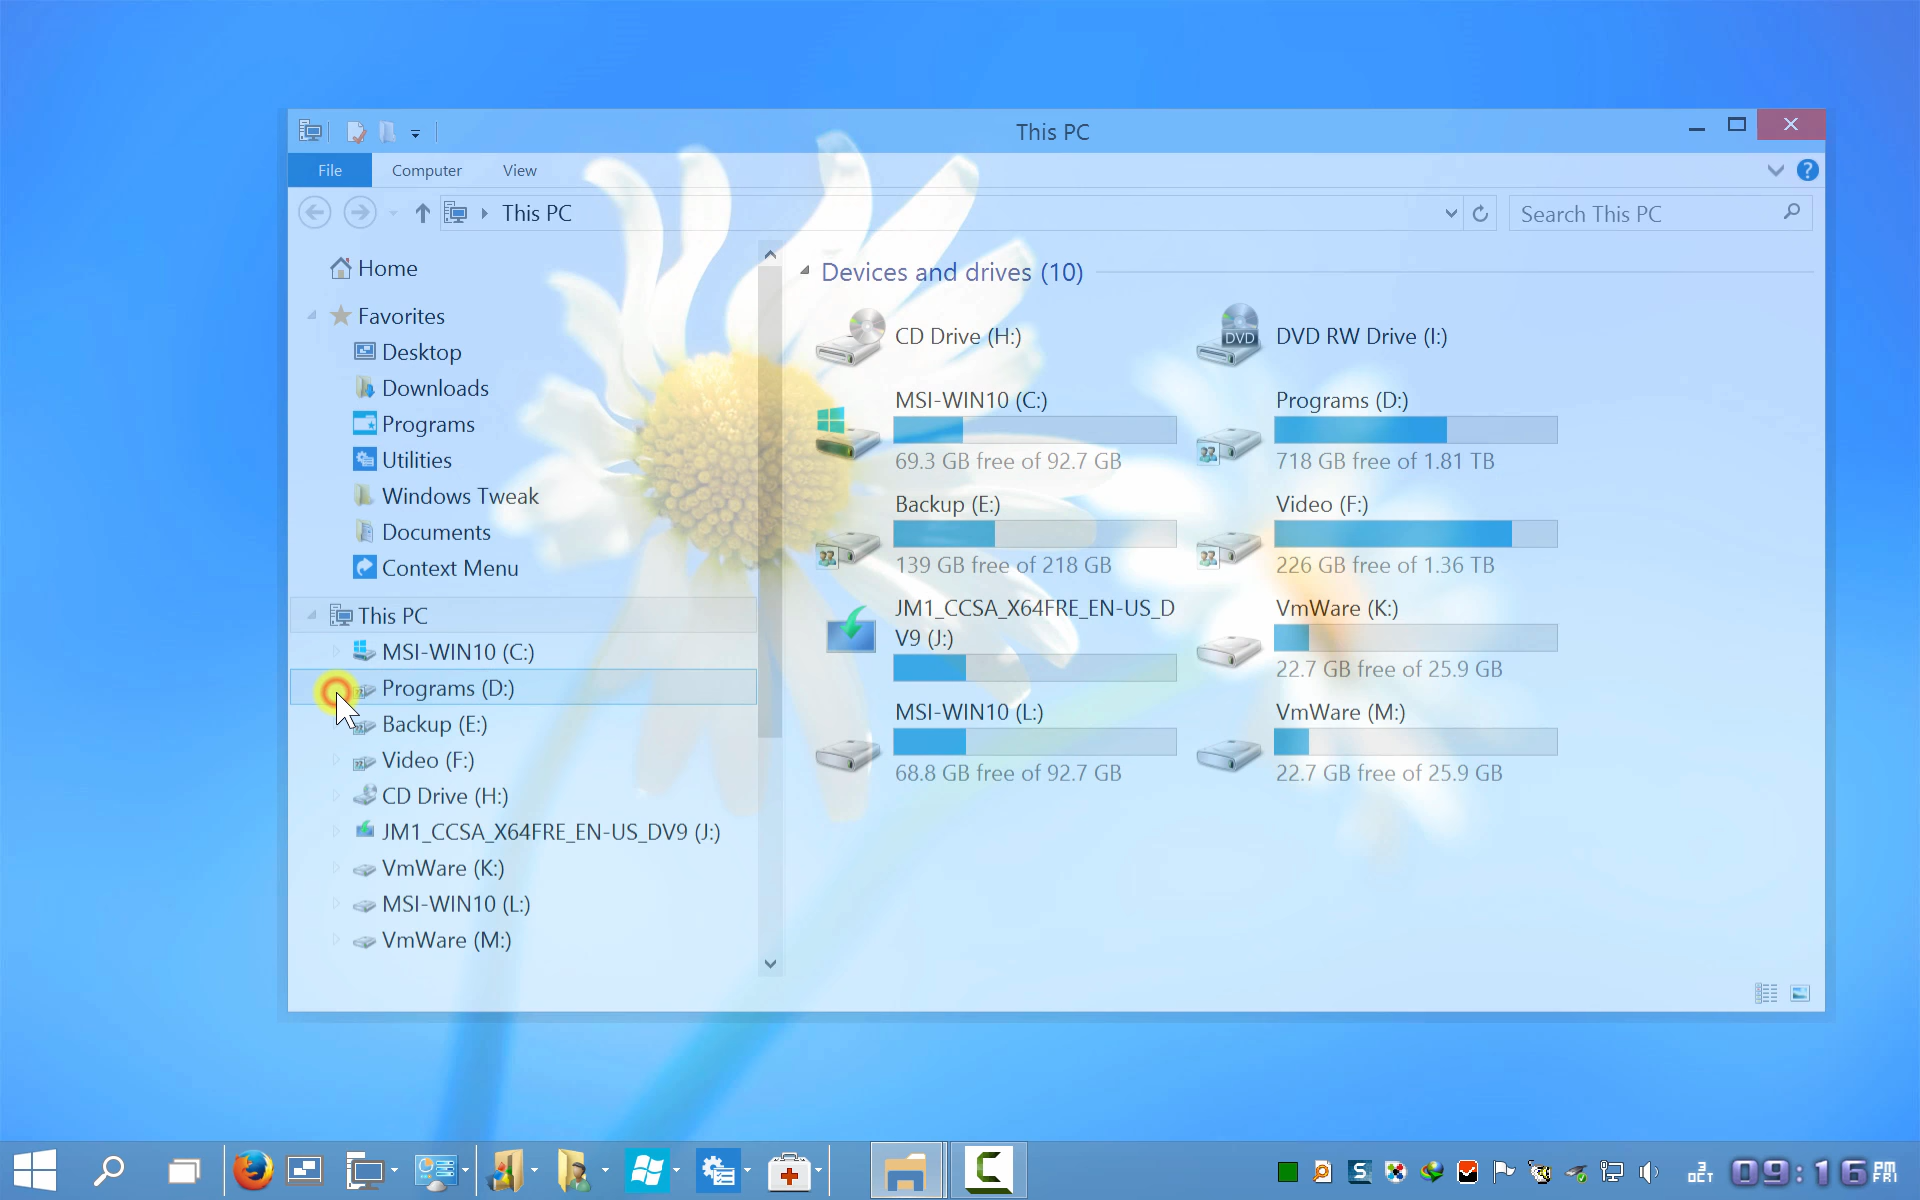 This PC
File
Computer
View
This PC
Search This PC
Home
Favorites
Desktop
Downloads
Programs
Utilities
Windows Tweak
Documents
Context Menu
This PC
MSI-WIN10 (C:)
Programs (D:)
Backup (E:)
Video (F:)
CD Drive (H:)
JM1_CCSA_X64FRE_EN-US_DV9 (J:)
VmWare (K:)
MSI-WIN10 (L:)
VmWare (M:)
Devices and drives (10)
CD Drive (H:)
DVD
DVD RW Drive (I:)
MSI-WIN10 (C:)
69.3 GB free of 92.7 GB
Programs (D:)
718 GB free of 1.81 TB
Backup (E:)
139 GB free of 218 GB
Video (F:)
226 GB free of 1.36 TB
JM1_CCSA_X64FRE_EN-US_D
V9 (J:)
VmWare (K:)
22.7 GB free of 25.9 GB
MSI-WIN10 (L:)
68.8 GB free of 92.7 GB
VmWare (M:)
22.7 GB free of 25.9 GB
3
OCT
09:16 PM
FRI